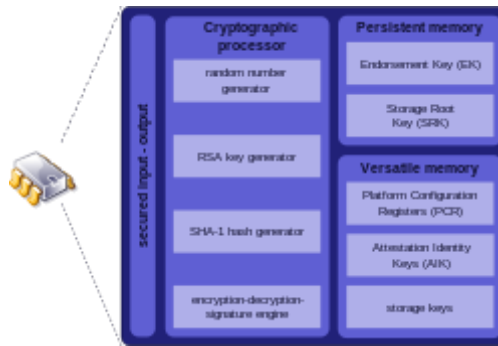 secured input - output
Cryptographic
processor
random number
generator
RSA key generator
SHA-1 hash generator
encryption-decryption-
signature engine
Persistent memory
Endorsement Key (EK)
Storage Root
Key (SRK)
Versatile memory
Platform Configuration
Registers (PCR)
Attestation Identity
Keys (AIK)
storage keys